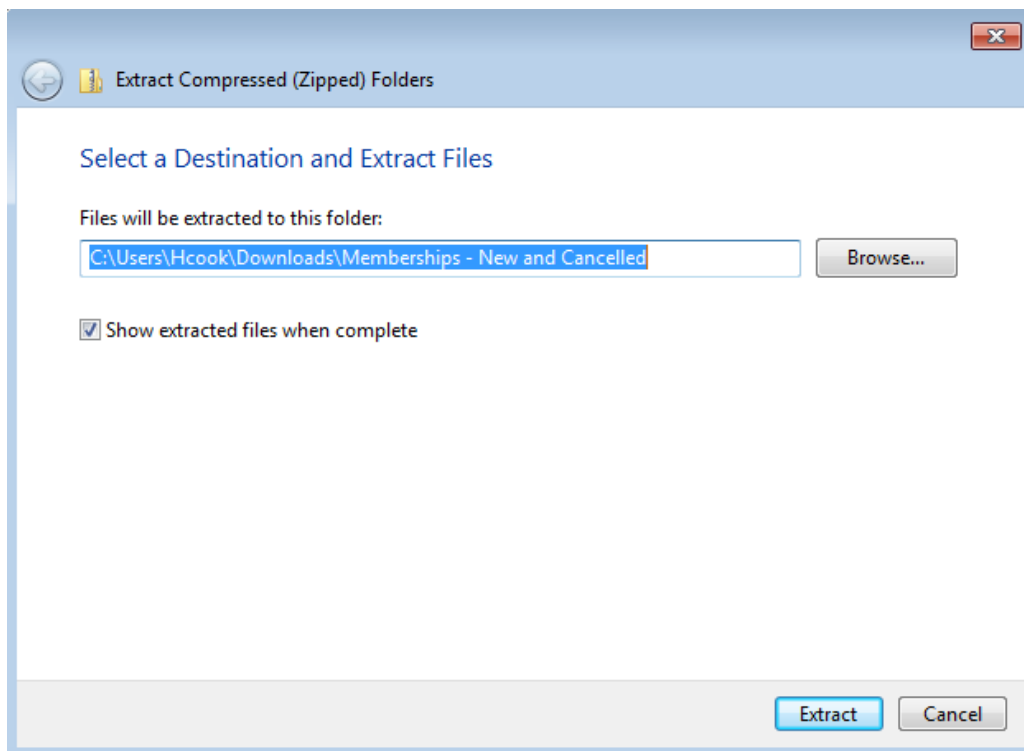 Extract Compressed (Zipped) Folders
Select a Destination and Extract Files
Files will be extracted to this folder:
C:\Users\Hcook\Downloads\Memberships - New and Cancelled
Browse...
Show extracted files when complete
Extract
Cancel